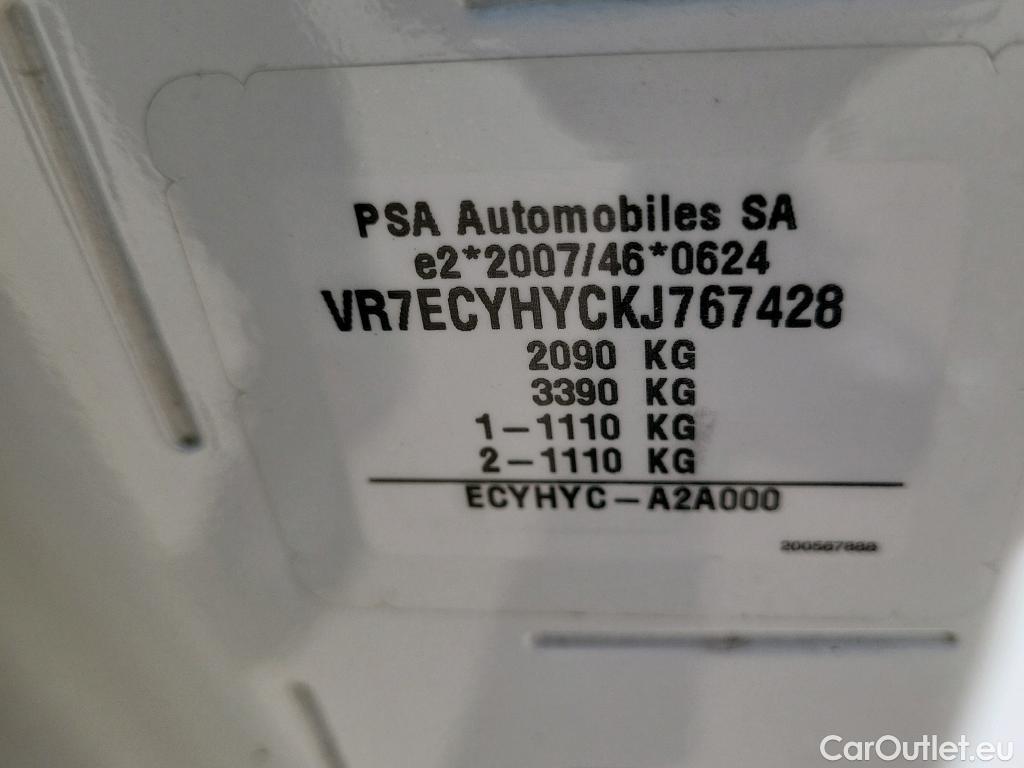 PSA Automobiles SA
e2*2007/46*0624
VR7ECYHYCKJ767428
2090 KG
3390 KG
1-1110 KG
2-1110 KG
ECYHYC-A2A000
CarOutlet.eu